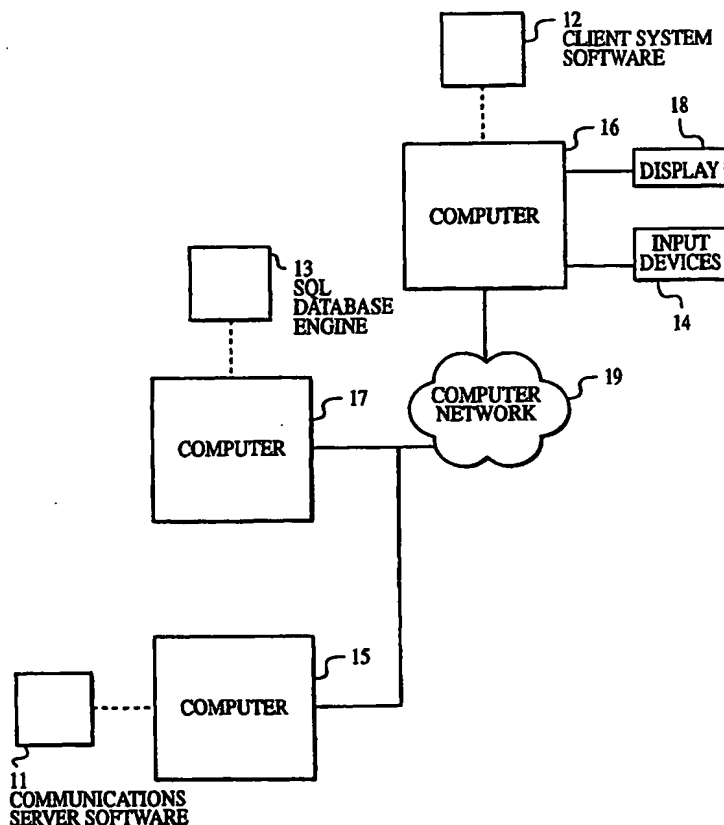 12
CLIENT SYSTEM
SOFTWARE
16
18
COMPUTER
DISPLAY
INPUT
DEVICES
14
13
SQL
DATABASE
ENGINE
17
COMPUTER
COMPUTER
NETWORK
19
15
COMPUTER
11
COMMUNICATIONS
SERVER SOFTWARE